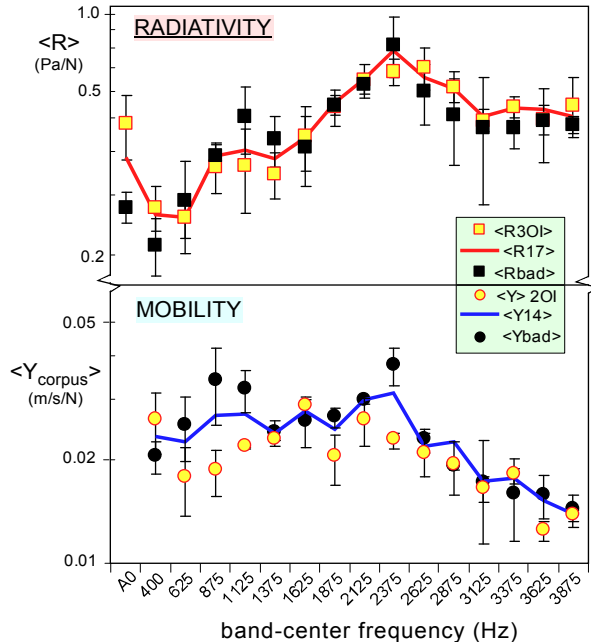 RADIATIVITY
<R>
(Pa/N)
1.0
0.5
0.2
<R3OI>
<R17>
<Rbad>
<Y> 2OI
<Y14>
<Ybad>
MOBILITY
<Ycorpus>
(m/s/N)
0.05
0.02
0.01
A0 400 625 875 1125 1375 1625 1875 2125 2375 2625 2875 3125 3375 3625 3875
band-center frequency (Hz)